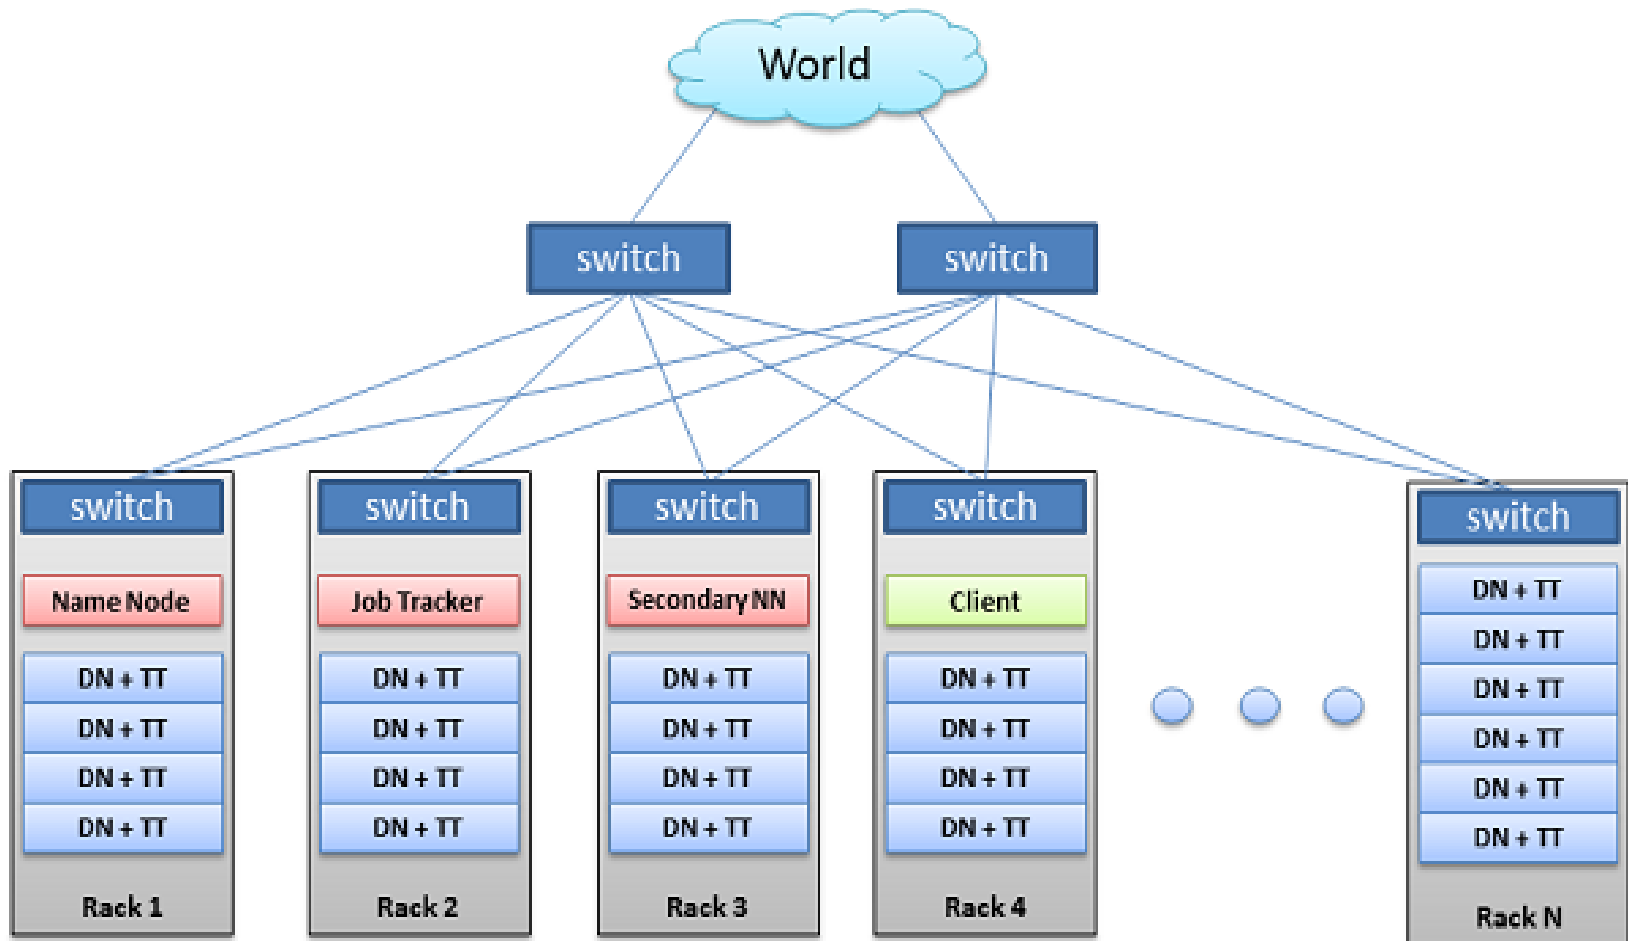 World
switch
switch
switch
Name Node
DN + TT
DN + TT
DN + TT
DN + TT
Rack 1
switch
Job Tracker
DN + TT
DN + TT
DN + TT
DN + TT
Rack 2
switch
Secondary NN
DN + TT
DN + TT
DN + TT
DN + TT
Rack 3
switch
Client
DN + TT
DN + TT
DN + TT
DN + TT
Rack 4
switch
DN + TT
DN + TT
DN + TT
DN + TT
DN + TT
DN + TT
Rack N